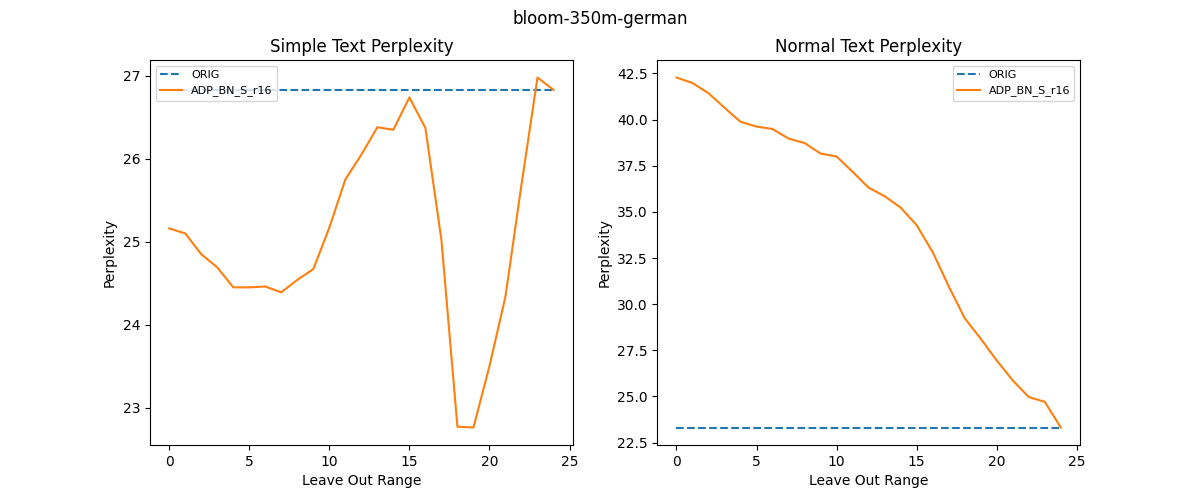 bloom-350m-german
Simple Text Perplexity
ORIG
ADP_BN_S_r16
27
26
25
24
23
Perplexity
0 5 10 15 20 25
Leave Out Range
Normal Text Perplexity
ORIG
ADP_BN_S_r16
42.5
40.0
37.5
35.0
32.5
30.0
27.5
25.0
22.5
Perplexity
0 5 10 15 20 25
Leave Out Range